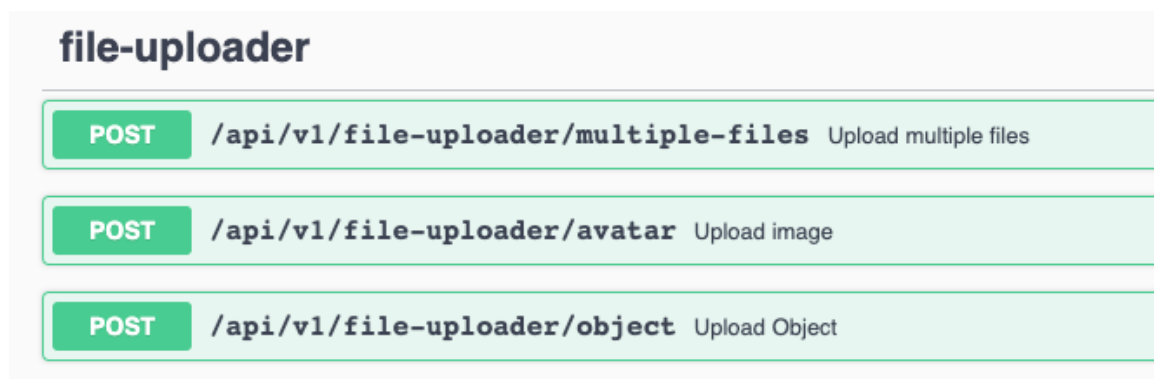 file-uploader
POST /api/v1/file-uploader/multiple-files Upload multiple files
POST /api/v1/file-uploader/avatar Upload image
POST /api/v1/file-uploader/object Upload Object